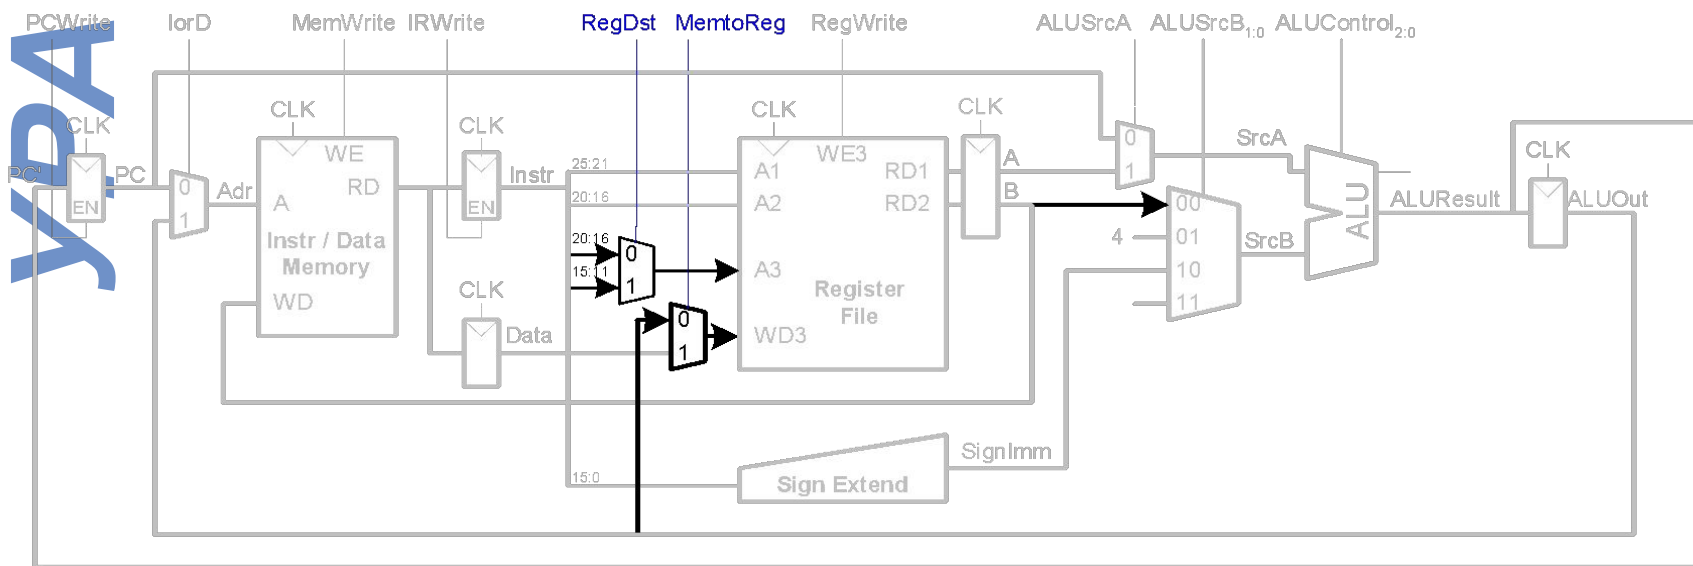 PCWrite IorD MemWrite IRWrite RegDst MemtoReg RegWrite ALUSrcA ALUSrcB1:0 ALUControl2:0
CLK CLK CLK CLK CLK CLK
PC' PC EN
0 1 Adr
WE RD A
Instr / Data
Memory
WD
EN Instr
CLK Data
25:21
20:16
20:16
15:11
15:0
0 1
0 1
WE3
A1 RD1
A2 RD2
A3
Register
File
WD3
A
B
0 1
SrcA
00
4 01
10
11
SrcB
ALU
ALUResult
ALUOut
SignImm
Sign Extend